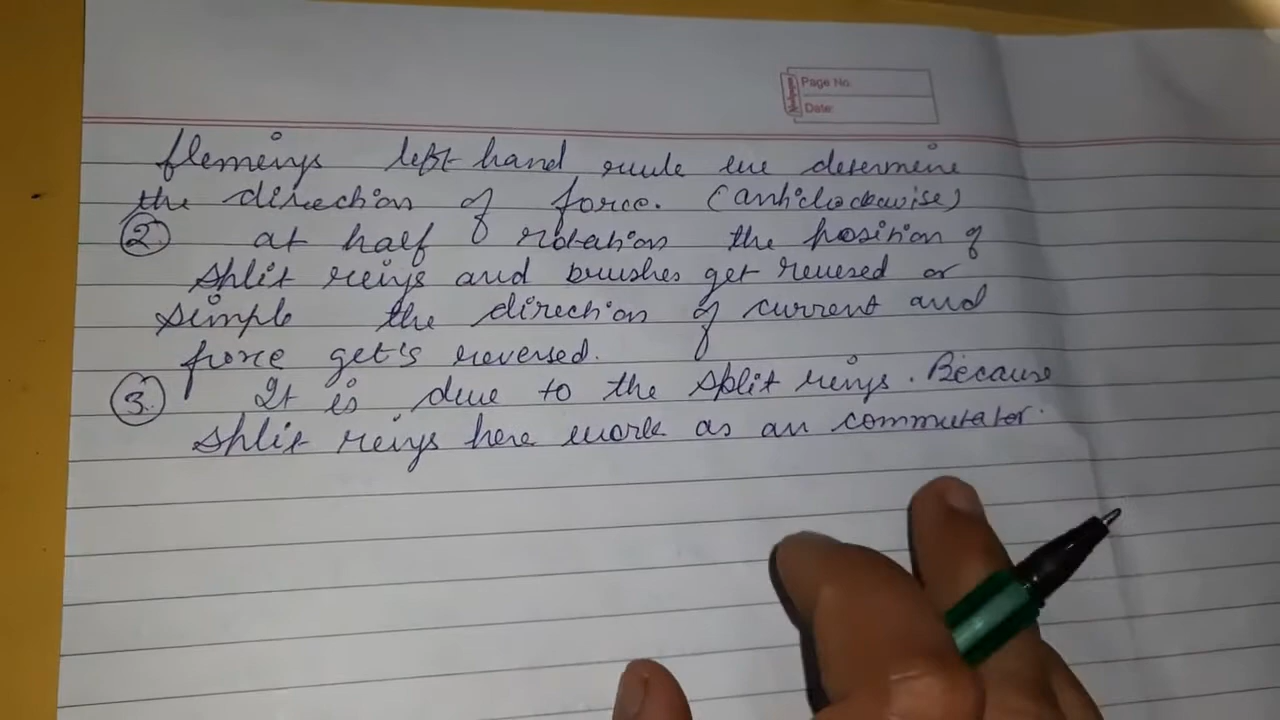 Page No.
Date:
flemings left hand rule we determine
the direction of force. (anticlockwise)
2. at half rotation the position of
split rings and brushes get revesed or
simple the direction of current and
force get's reversed.
3. It is due to the split rings. Because
split rings here work as an commutator.